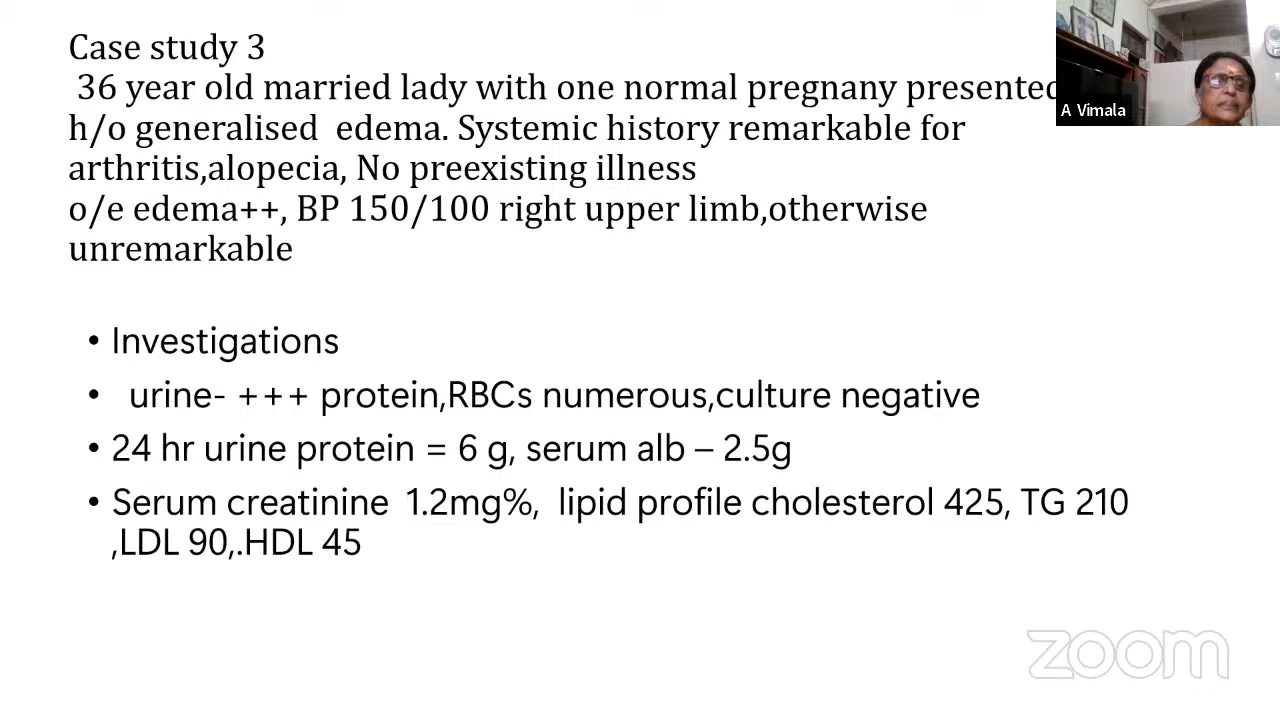 Case study 3
36 year old married lady with one normal pregnany presented
h/o generalised edema. Systemic history remarkable for
arthritis,alopecia, No preexisting illness
o/e edema++, BP 150/100 right upper limb,otherwise
unremarkable
A Vimala
• Investigations
• urine- +++ protein,RBCs numerous,culture negative
• 24 hr urine protein = 6 g, serum alb – 2.5g
• Serum creatinine 1.2mg%, lipid profile cholesterol 425, TG 210
,LDL 90,.HDL 45
zoom